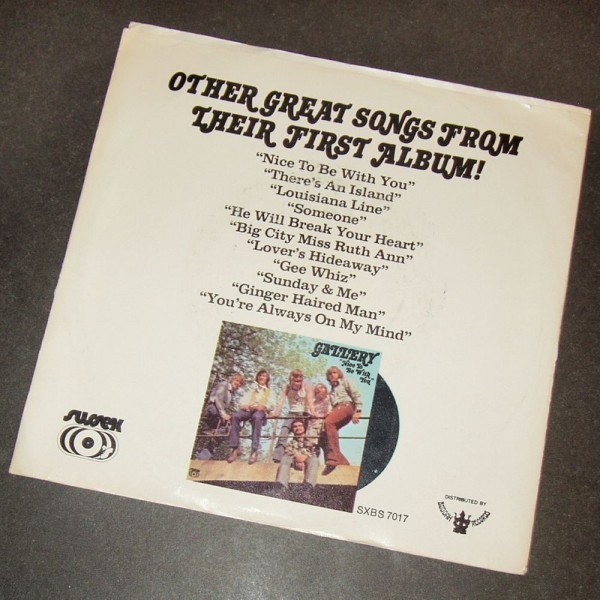 OTHER GREAT SONGS FROM
THEIR FIRST ALBUM!
“Nice To Be With You”
“There's An Island”
“Louisiana Line”
“Someone”
“He Will Break Your Heart”
“Big City Miss Ruth Ann”
“Lover's Hideaway”
“Gee Whiz”
“Sunday & Me”
“Ginger Haired Man”
“You're Always On My Mind”
GALLERY
“Nice To
Be With
You”
SUSSEX
SXBS 7017
DISTRIBUTED BY